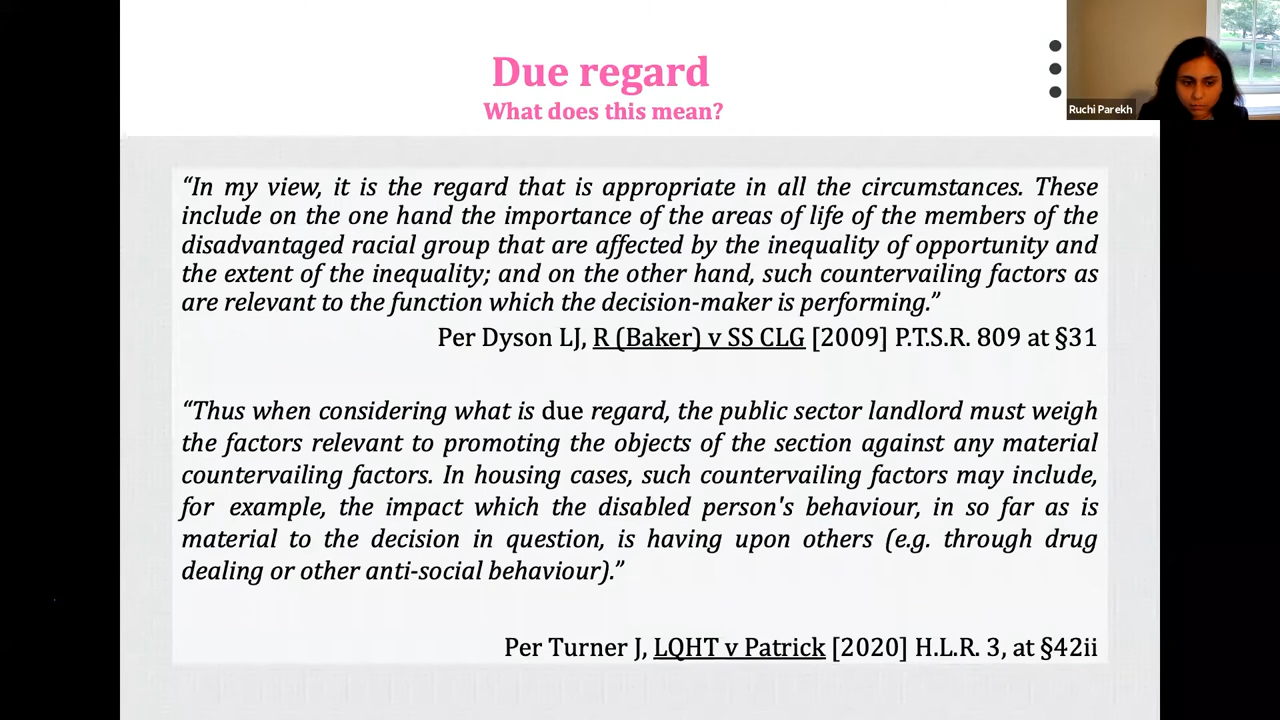 Due regard
What does this mean?
Ruchi Parekh
“In my view, it is the regard that is appropriate in all the circumstances. These
include on the one hand the importance of the areas of life of the members of the
disadvantaged racial group that are affected by the inequality of opportunity and
the extent of the inequality; and on the other hand, such countervailing factors as
are relevant to the function which the decision-maker is performing.”
Per Dyson LJ, R (Baker) v SS CLG [2009] P.T.S.R. 809 at §31
“Thus when considering what is due regard, the public sector landlord must weigh
the factors relevant to promoting the objects of the section against any material
countervailing factors. In housing cases, such countervailing factors may include,
for example, the impact which the disabled person's behaviour, in so far as is
material to the decision in question, is having upon others (e.g. through drug
dealing or other anti-social behaviour).”
Per Turner J, LQHT v Patrick [2020] H.L.R. 3, at §42ii